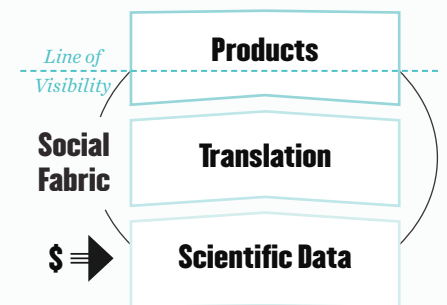 Products
Line of
Visibility
Social
Fabric
Translation
$
Scientific Data